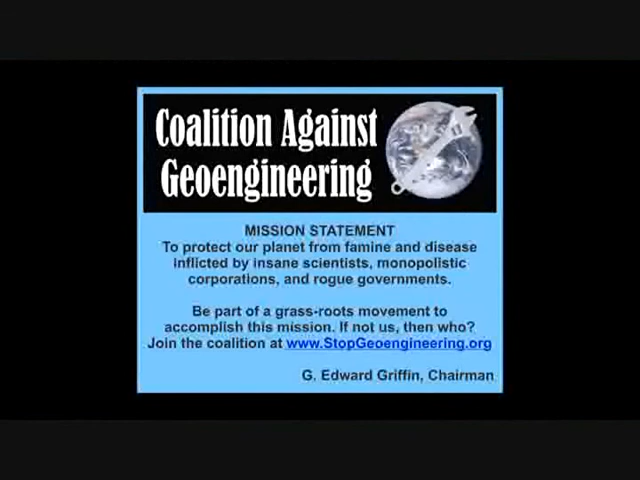 Coalition Against
Geoengineering
MISSION STATEMENT
To protect our planet from famine and disease
inflicted by insane scientists, monopolistic
corporations, and rogue governments.
Be part of a grass-roots movement to
accomplish this mission. If not us, then who?
Join the coalition at www.StopGeoengineering.org
G. Edward Griffin, Chairman